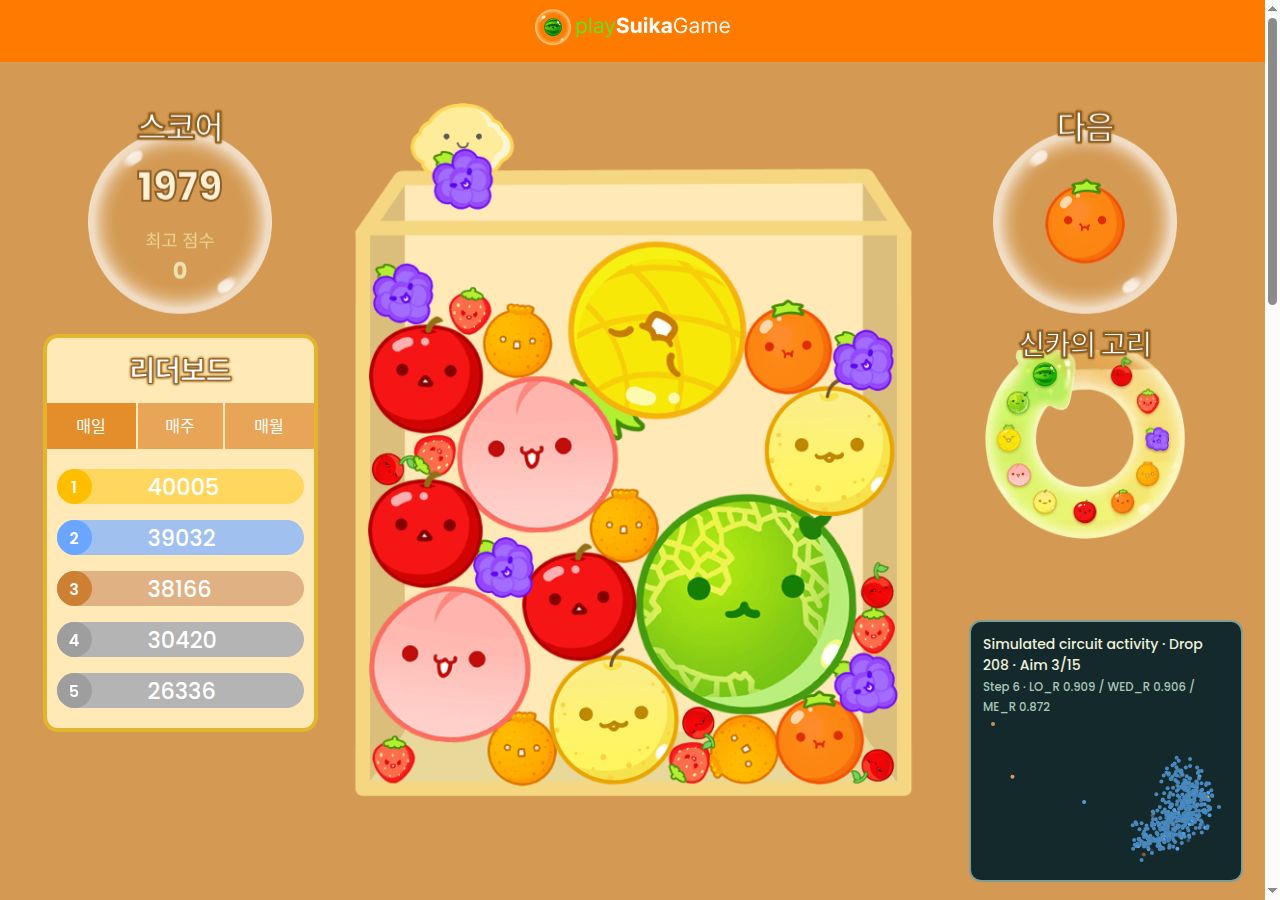 playSuikaGame
스코어
1979
최고 점수
0
리더보드
매일 매주 매월
1 40005
2 39032
3 38166
4 30420
5 26336
다음
신카의 고리
Simulated circuit activity · Drop
208 · Aim 3/15
Step 6 · LO_R 0.909 / WED_R 0.906 /
ME_R 0.872